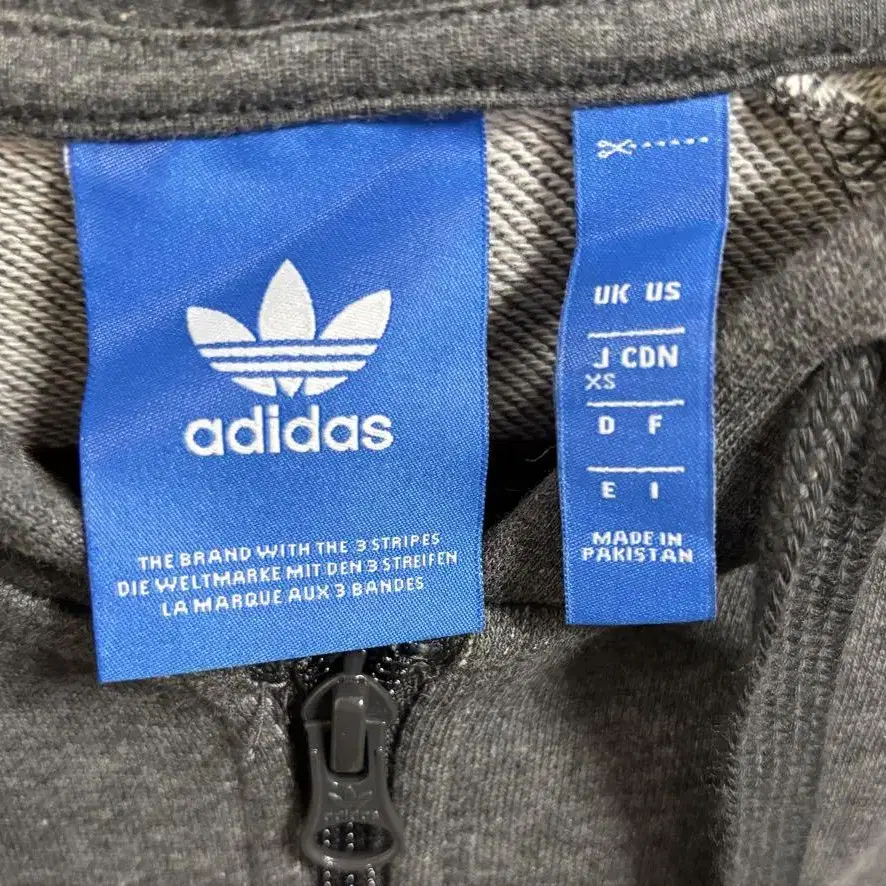 adidas
THE BRAND WITH THE 3 STRIPES
DIE WELTMARKE MIT DEN 3 STREIFEN
LA MARQUE AUX 3 BANDES
UK US
J CDN
XS
D F
E I
MADE IN
PAKISTAN